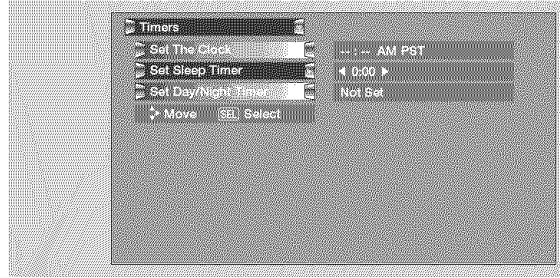 Timers
Set The Clock -- : -- AM PST
Set Sleep Timer ◀ 0:00 ▶
Set Day/Night Timer Not Set
Move SEL Select